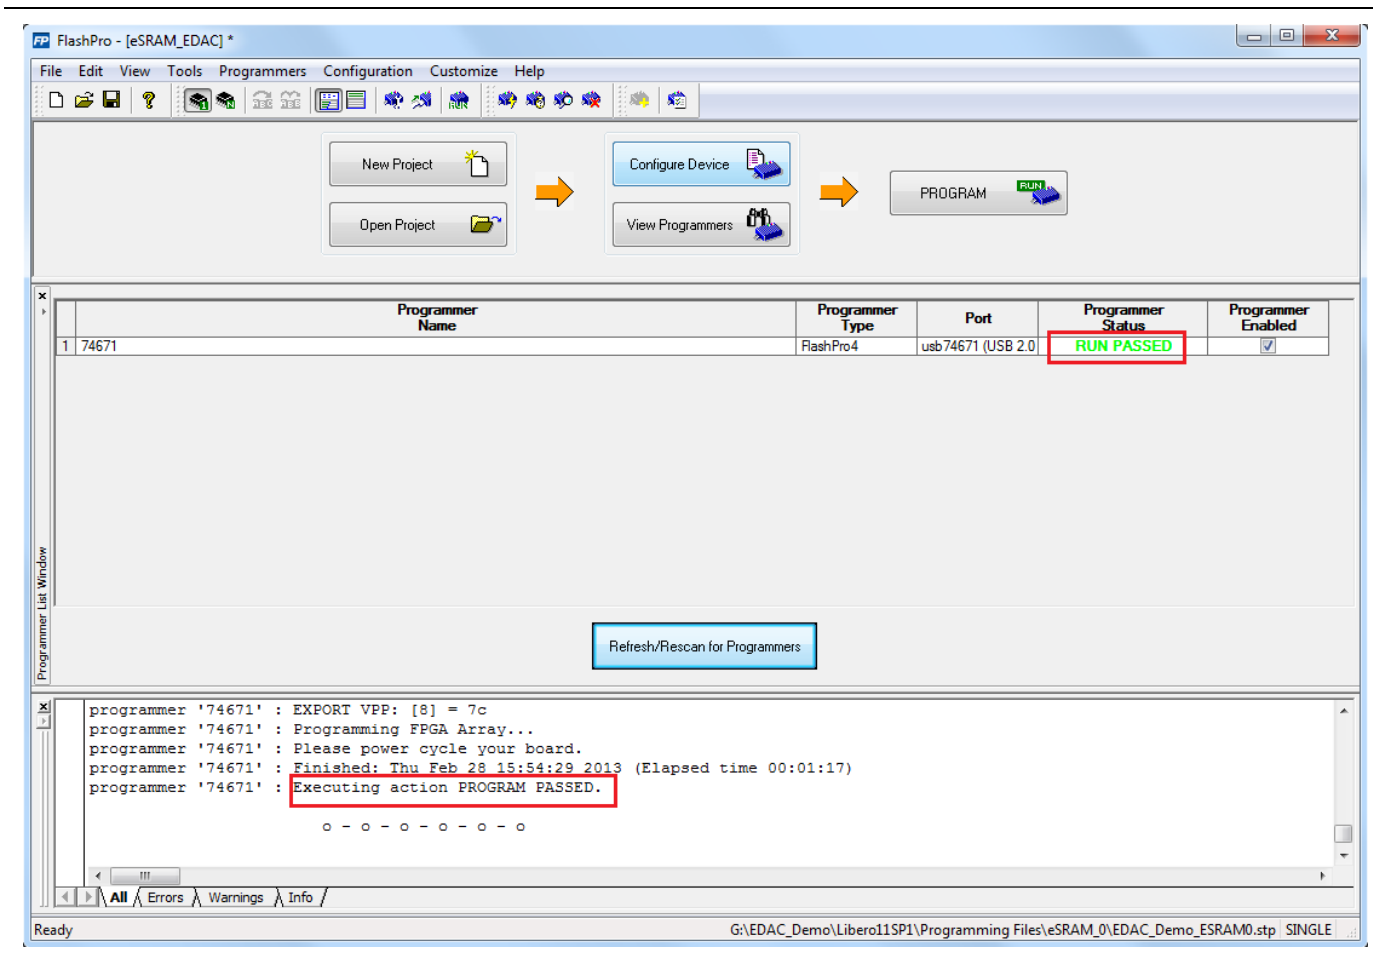 FP FlashPro - [eSRAM_EDAC] *
File Edit View Tools Programmers Configuration Customize Help
New Project
Configure Device
PROGRAM RUN
Open Project
View Programmers
Programmer Name Programmer Type Port Programmer Status Programmer Enabled
1 74671 FlashPro4 usb74671 (USB 2.0 RUN PASSED
Programmer List Window
Refresh/Rescan for Programmers
programmer '74671' : EXPORT VPP: [8] = 7c
programmer '74671' : Programming FPGA Array...
programmer '74671' : Please power cycle your board.
programmer '74671' : Finished: Thu Feb 28 15:54:29 2013 (Elapsed time 00:01:17)
programmer '74671' : Executing action PROGRAM PASSED.
o - o - o - o - o - o
All Errors Warnings Info
Ready G:\EDAC_Demo\Libero11SP1\Programming Files\eSRAM_0\EDAC_Demo_ESRAM0.stp SINGLE